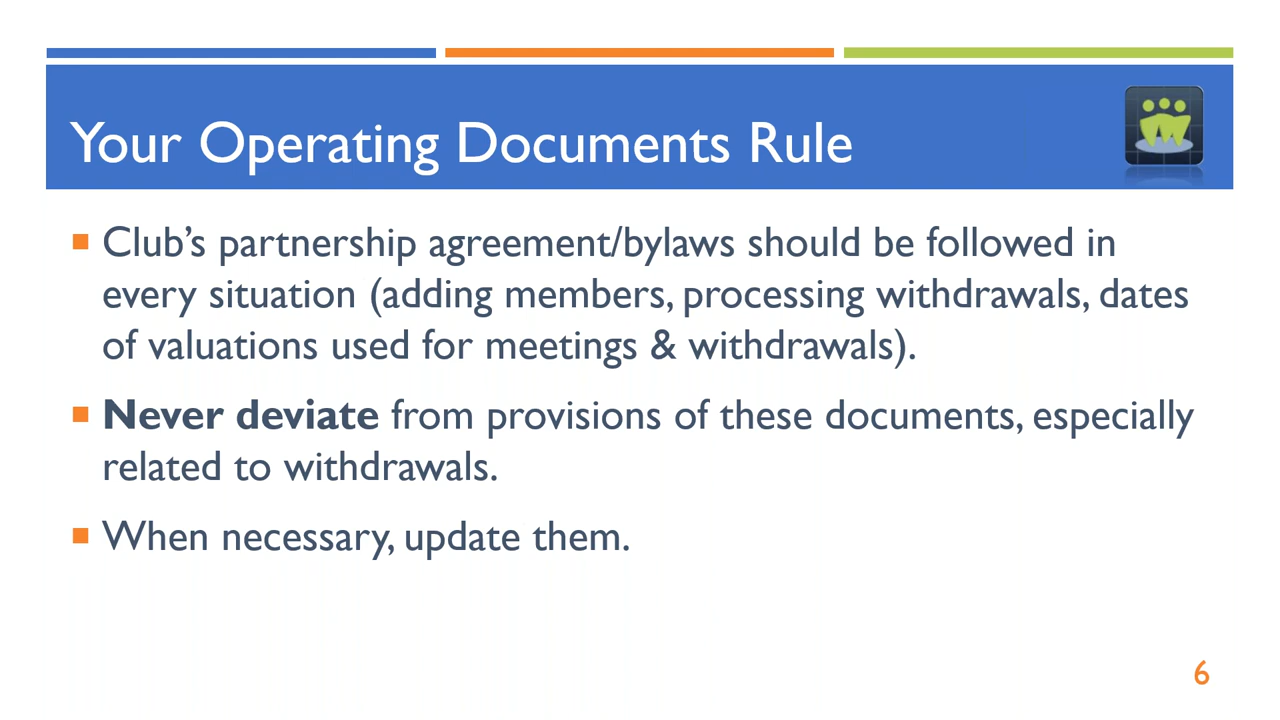 Your Operating Documents Rule
Club’s partnership agreement/bylaws should be followed in
every situation (adding members, processing withdrawals, dates
of valuations used for meetings & withdrawals).
Never deviate from provisions of these documents, especially
related to withdrawals.
When necessary, update them.
6